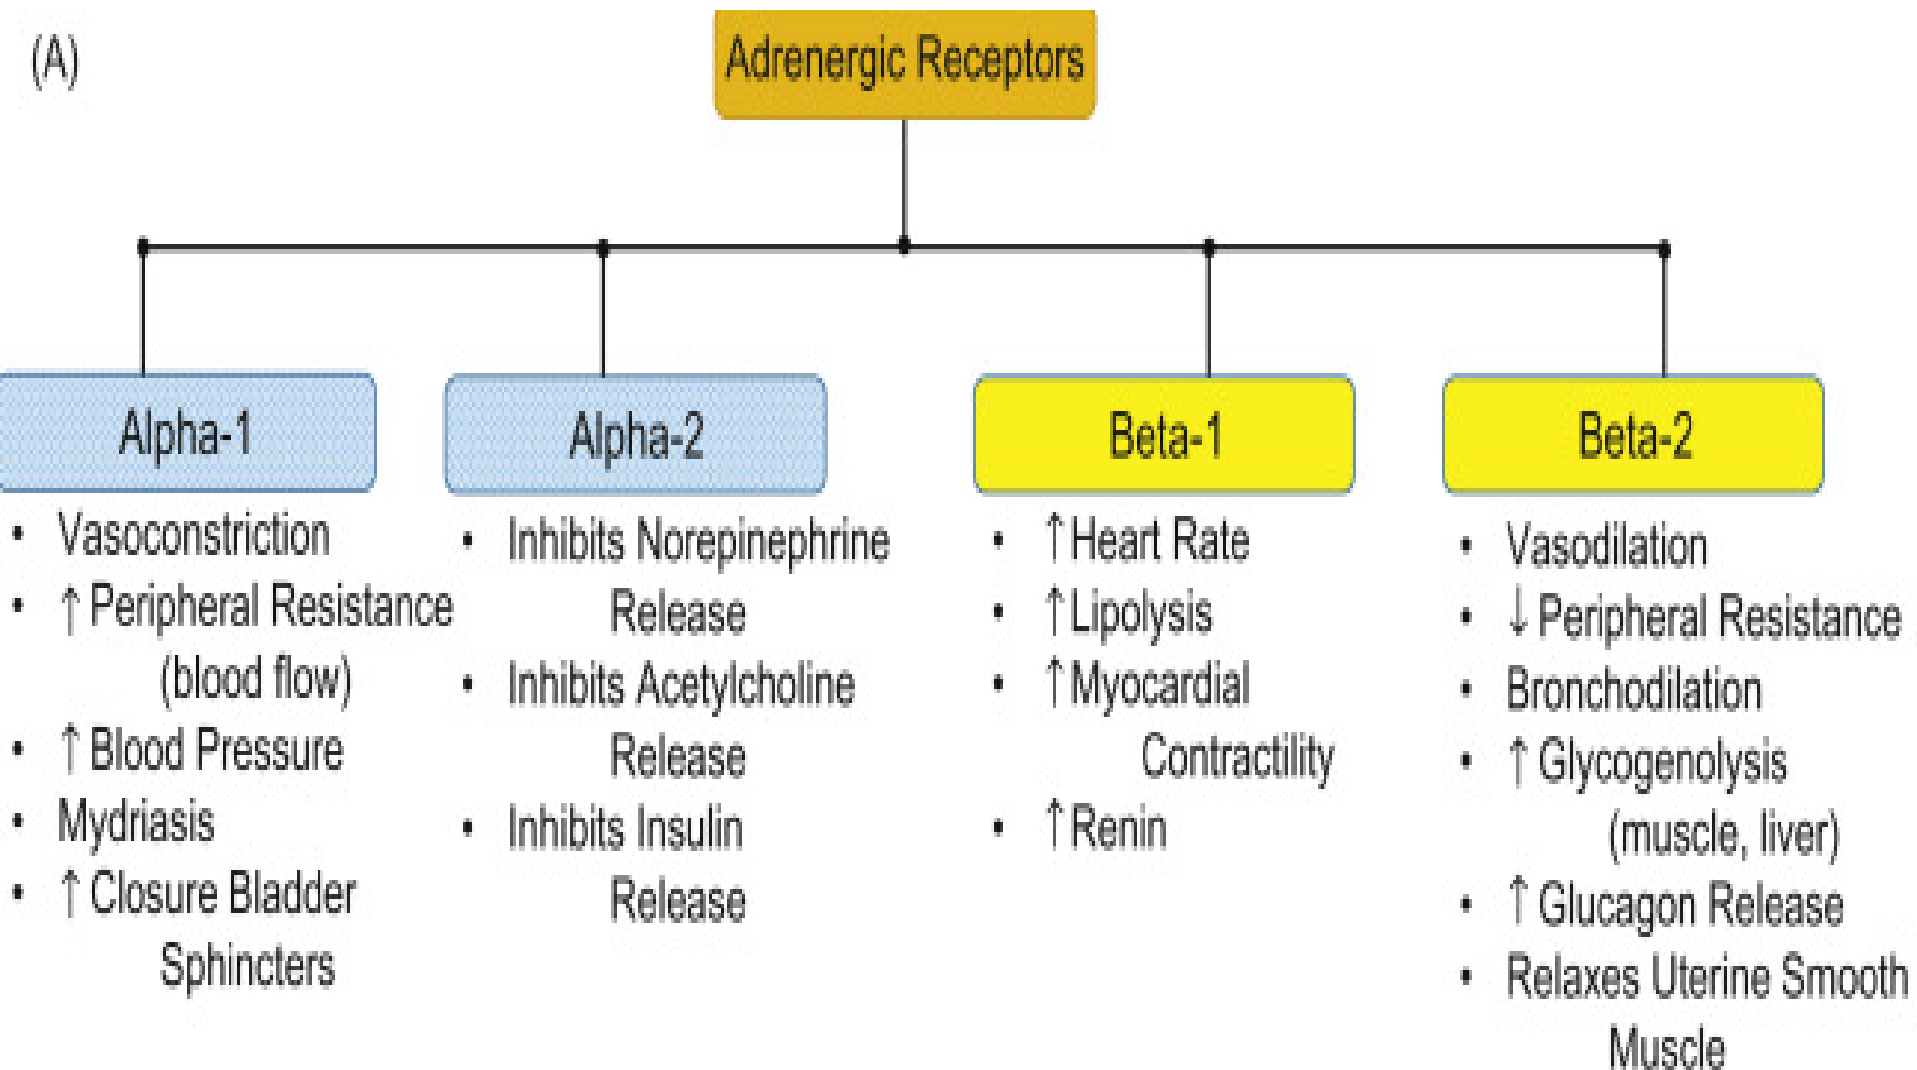 (A)
Adrenergic Receptors
Alpha-1
• Vasoconstriction
• ↑Peripheral Resistance
(blood flow)
• ↑Blood Pressure
• Mydriasis
• ↑Closure Bladder
Sphincters
Alpha-2
• Inhibits Norepinephrine
Release
• Inhibits Acetylcholine
Release
• Inhibits Insulin
Release
Beta-1
• ↑Heart Rate
• ↑Lipolysis
• ↑Myocardial
Contractility
• ↑Renin
Beta-2
• Vasodilation
• ↓Peripheral Resistance
• Bronchodilation
• ↑Glycogenolysis
(muscle, liver)
• ↑Glucagon Release
• Relaxes Uterine Smooth
Muscle